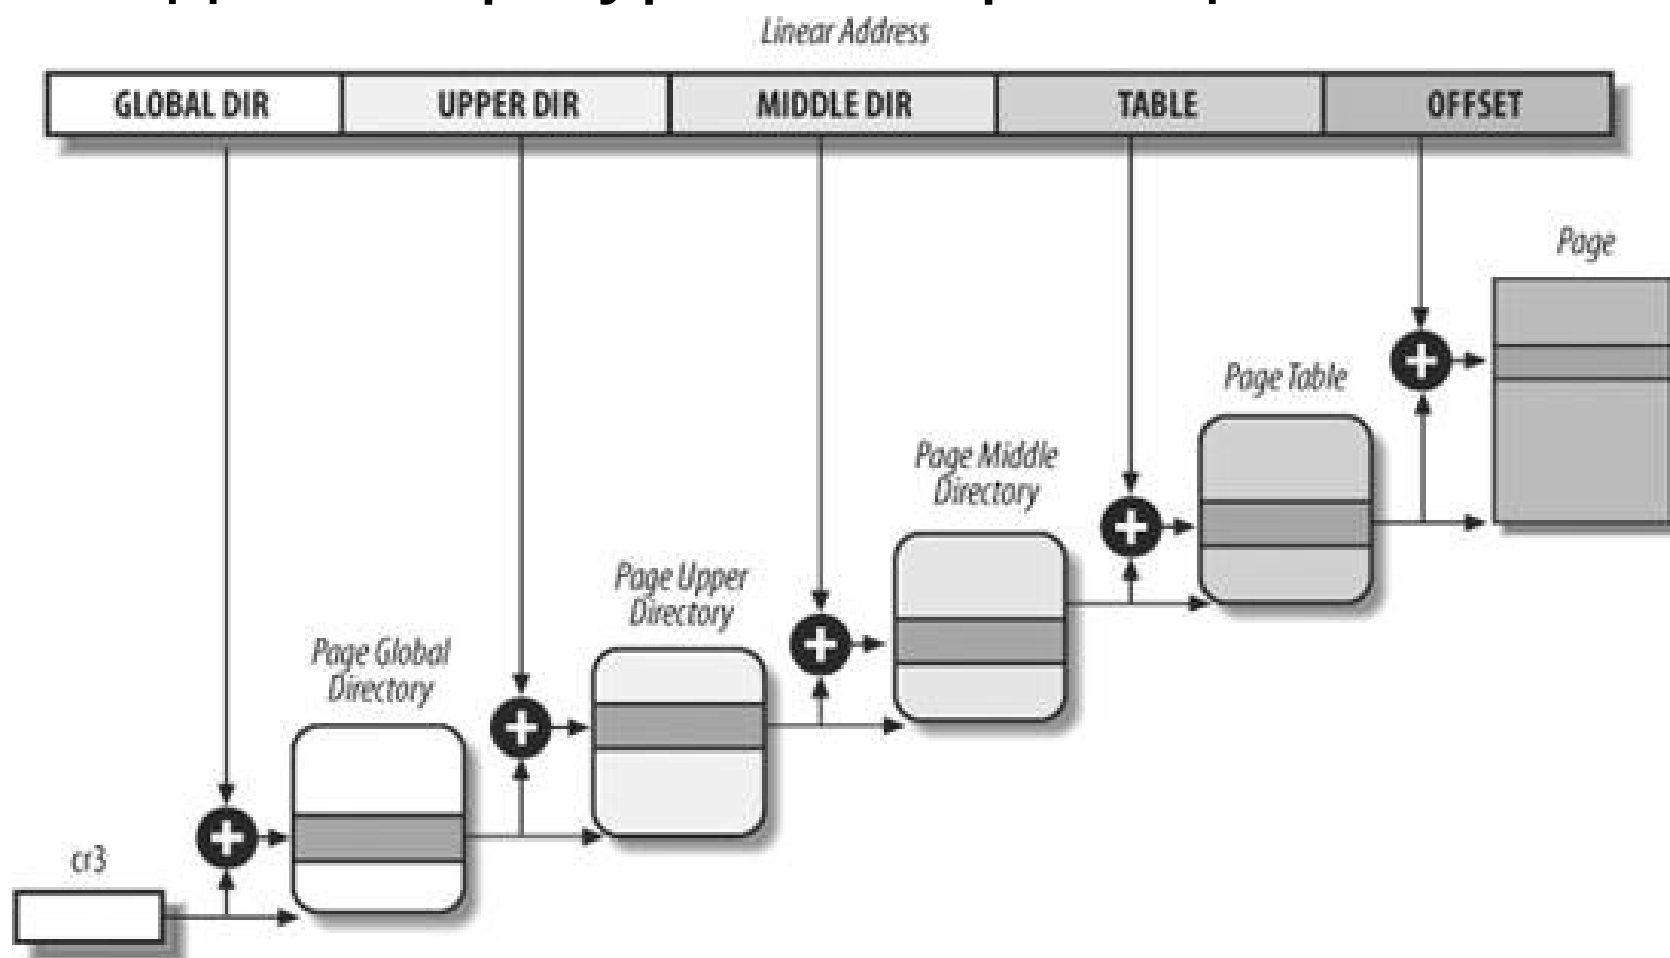 Linear Address
GLOBAL DIR
UPPER DIR
MIDDLE DIR
TABLE
OFFSET
Page
Page Table
Page Middle
Directory
Page Upper
Directory
Page Global
Directory
cr3